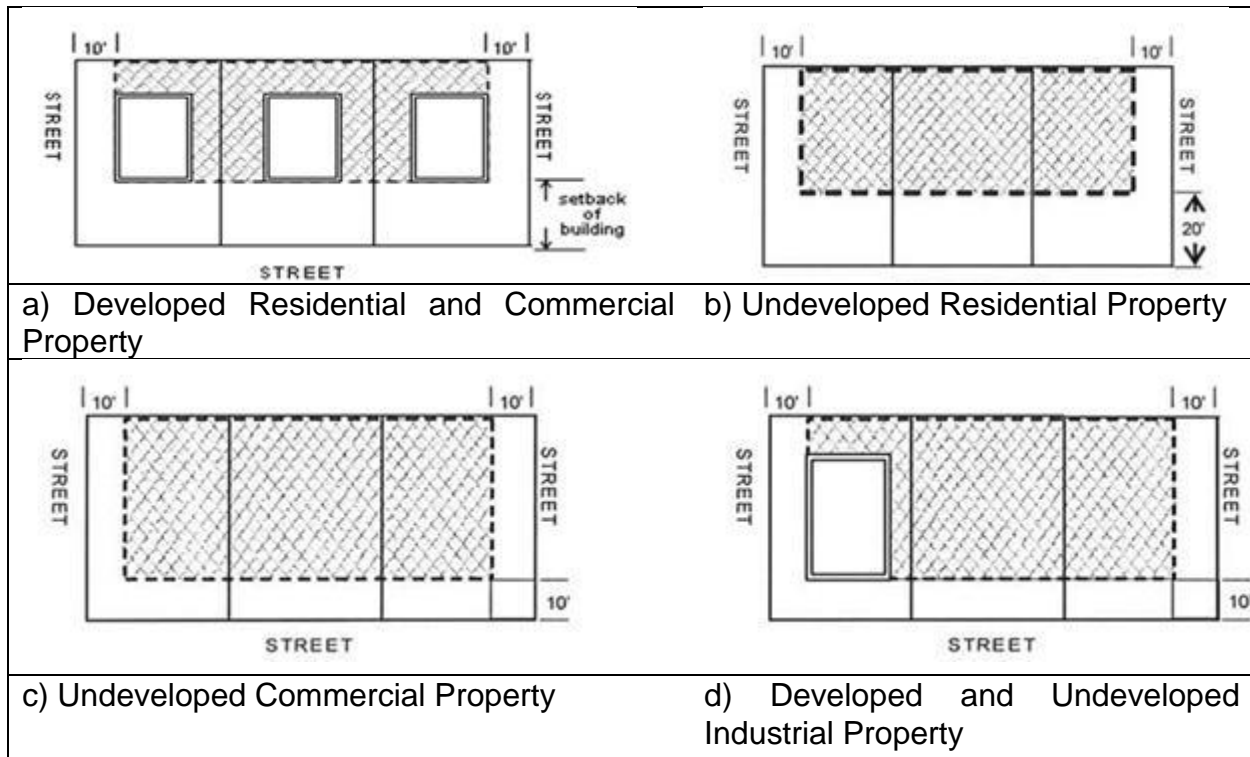 10' 10'
STREET
STREET
setback
of
building
STREET
a) Developed Residential and Commercial
Property
10' 10'
STREET
STREET
20'
b) Undeveloped Residential Property
10' 10'
STREET
STREET
10'
STREET
c) Undeveloped Commercial Property
10' 10'
STREET
STREET
10'
STREET
d) Developed and Undeveloped
Industrial Property